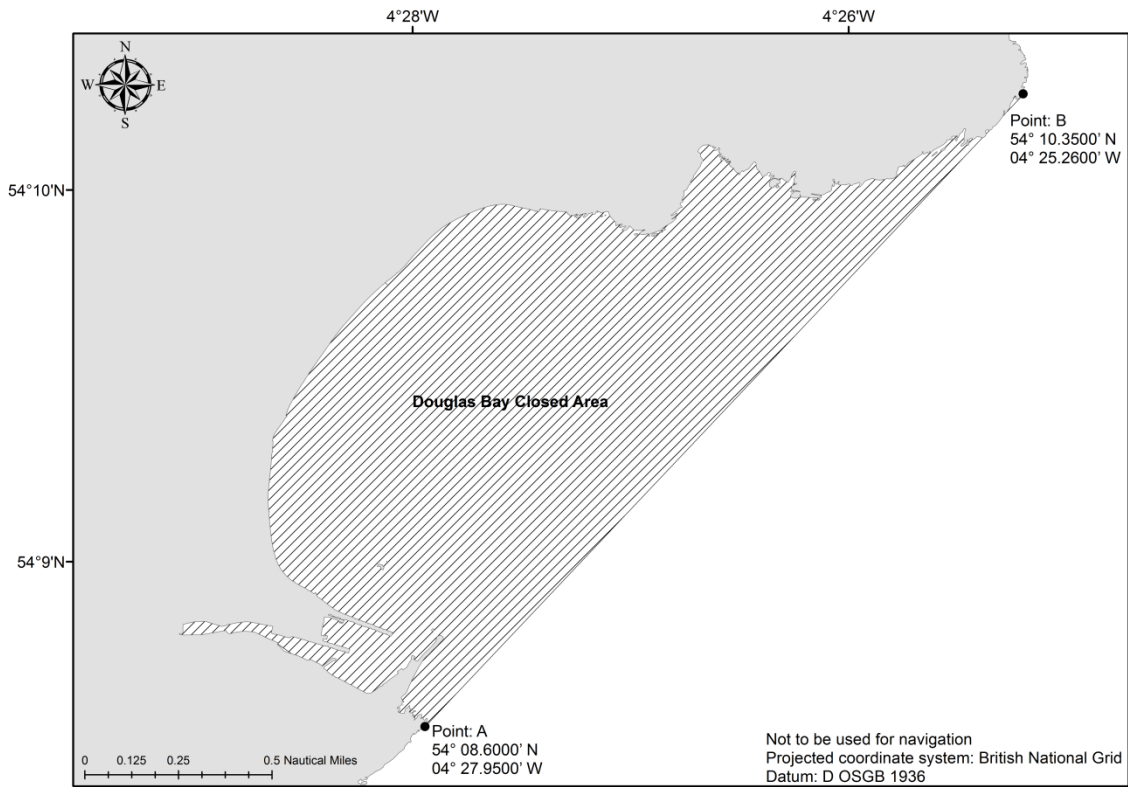 4°28'W
4°26'W
N
W E
S
Point: B
54° 10.3500’ N
04° 25.2600’ W
54°10'N
Douglas Bay Closed Area
54°9'N
Point: A
54° 08.6000’ N
04° 27.9500’ W
0 0.125 0.25 0.5 Nautical Miles
Not to be used for navigation
Projected coordinate system: British National Grid
Datum: D OSGB 1936